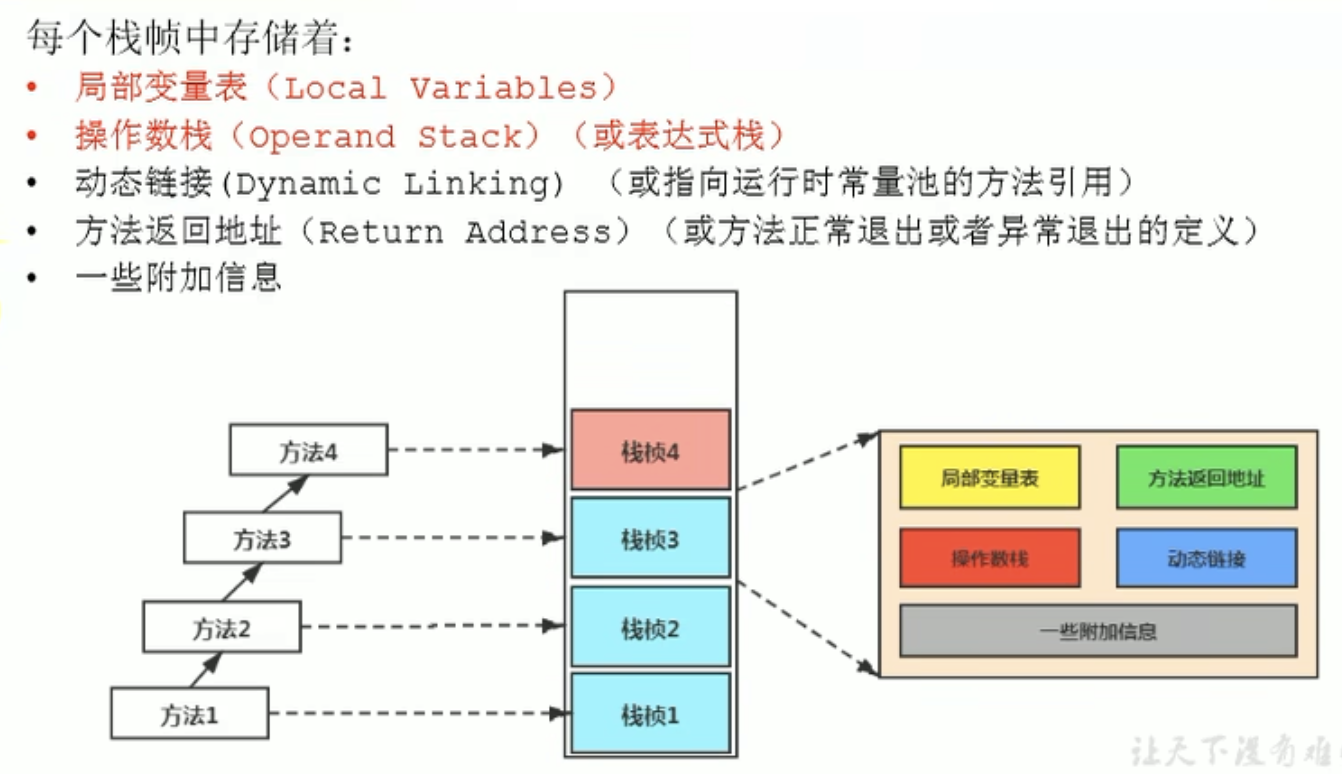 每个栈帧中存储着：
• 局部变量表（Local Variables）
• 操作数栈（Operand Stack）（或表达式栈）
• 动态链接(Dynamic Linking) （或指向运行时常量池的方法引用）
• 方法返回地址（Return Address）（或方法正常退出或者异常退出的定义）
• 一些附加信息
方法4
栈桢4
方法3
栈桢3
方法2
栈桢2
方法1
栈桢1
局部变量表
方法返回地址
操作数栈
动态链接
一些附加信息
让天下没有难